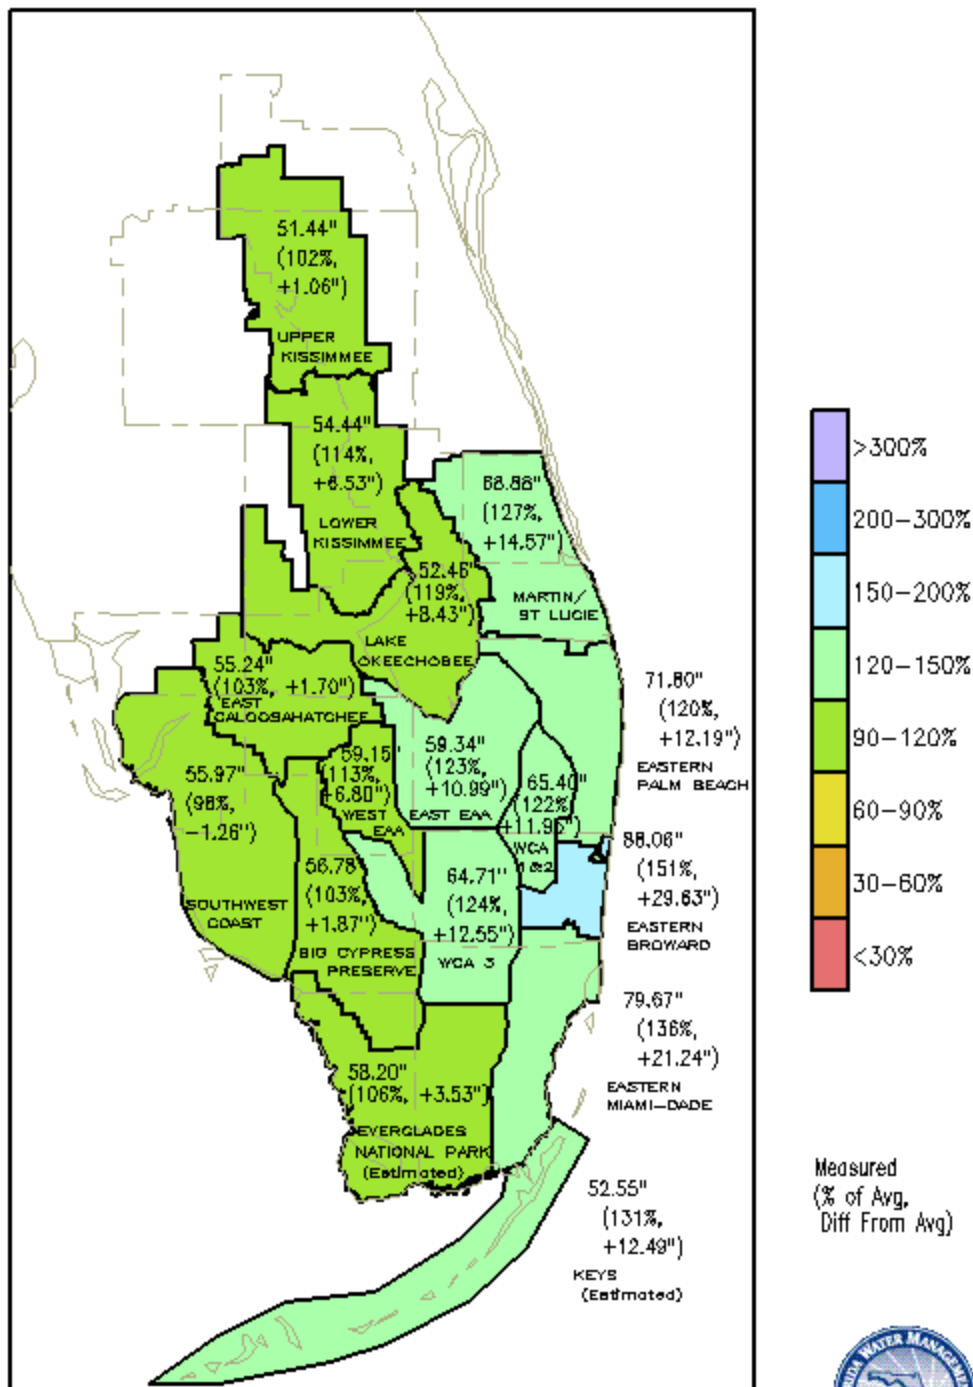 51.44"
(102%,
+1.06")
UPPER
KISSIMMEE
54.44"
(114%,
+6.53")
LOWER
KISSIMMEE
68.88"
(127%,
+14.57")
MARTIN/
ST LUCIE
52.46"
(119%,
+8.43")
LAKE
OKEECHOBEE
55.24"
(103%, +1.70")
EAST
CALOOSAHATCHEE
71.80"
(120%,
+12.19")
EASTERN
PALM BEACH
59.34"
(123%,
+10.99")
EAST EAA
59.15"
(113%,
+6.80")
WEST
EAA
65.40"
(122%,
+11.95")
WCA
1&2
55.97"
(98%,
-1.26")
SOUTHWEST
COAST
88.06"
(151%,
+29.63")
EASTERN
BROWARD
56.78"
(103%,
+1.87")
BIG CYPRESS
PRESERVE
64.71"
(124%,
+12.55")
WCA 3
79.67"
(136%,
+21.24")
EASTERN
MIAMI-DADE
58.20"
(106%, +3.53")
EVERGLADES
NATIONAL PARK
(Estimated)
52.55"
(131%,
+12.49")
KEYS
(Estimated)
>300%
200-300%
150-200%
120-150%
90-120%
60-90%
30-60%
<30%
Measured
(% of Avg,
Diff From Avg)
WATER